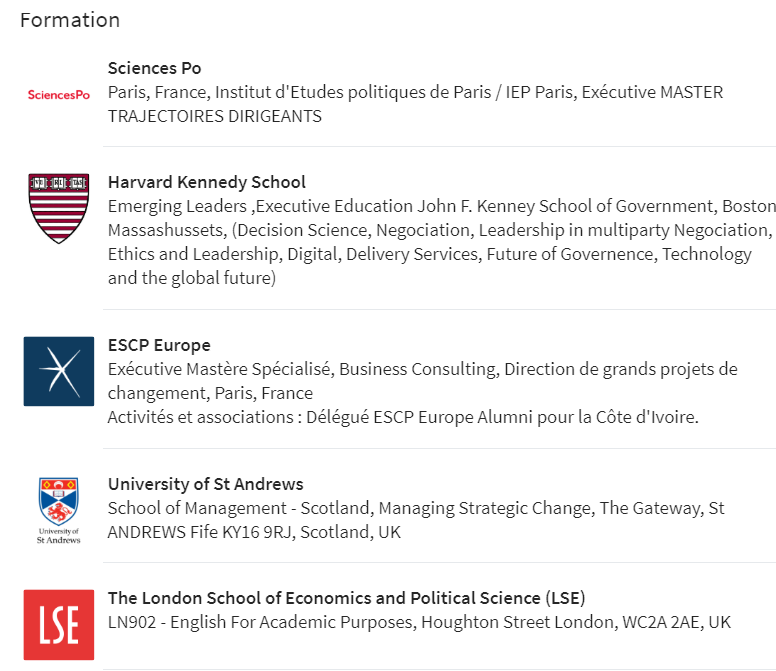 Formation
Sciences Po
SciencesPo
Paris, France, Institut d'Etudes politiques de Paris / IEP Paris, Exécutive MASTER
TRAJECTOIRES DIRIGEANTS
Harvard Kennedy School
VE RI TAS
Emerging Leaders ,Executive Education John F. Kenney School of Government, Boston
Massashussets, (Decision Science, Negociation, Leadership in multiparty Negociation,
Ethics and Leadership, Digital, Delivery Services, Future of Governence, Technology
and the global future)
ESCP Europe
Exécutive Mastère Spécialisé, Business Consulting, Direction de grands projets de
changement, Paris, France
Activités et associations : Délégué ESCP Europe Alumni pour la Côte d'Ivoire.
University of St Andrews
School of Management - Scotland, Managing Strategic Change, The Gateway, St
ANDREWS Fife KY16 9RJ, Scotland, UK
University of
St Andrews
The London School of Economics and Political Science (LSE)
LSE
LN902 - English For Academic Purposes, Houghton Street London, WC2A 2AE, UK